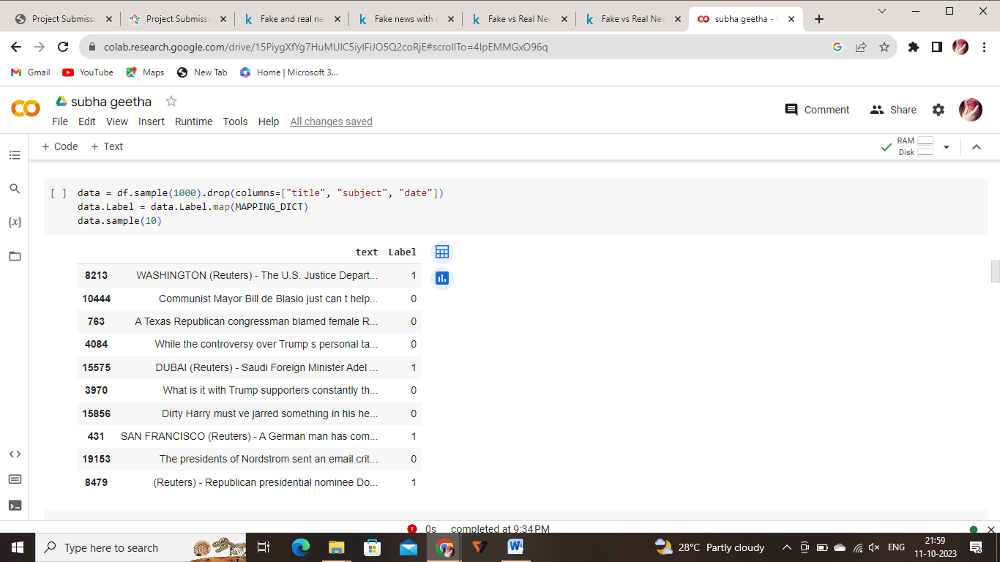 Project Submissi
Project Submissi
Fake and real ne
Fake news with r
Fake vs Real New
Fake vs Real New
subha geetha - C
colab.research.google.com/drive/15PiygXfYg7HuMUlC5iylFiJO5Q2coRjE#scrollTo=4IpEMMGxO96q
Gmail
YouTube
Maps
New Tab
Home | Microsoft 3...
subha geetha
File Edit View Insert Runtime Tools Help All changes saved
Comment
Share
+ Code + Text
RAM
Disk
[ ] data = df.sample(1000).drop(columns=["title", "subject", "date"])
data.Label = data.Label.map(MAPPING_DICT)
data.sample(10)
text Label
8213 WASHINGTON (Reuters) - The U.S. Justice Depart... 1
10444 Communist Mayor Bill de Blasio just can t help... 0
763 A Texas Republican congressman blamed female R... 0
4084 While the controversy over Trump s personal ta... 0
15575 DUBAI (Reuters) - Saudi Foreign Minister Adel ... 1
3970 What is it with Trump supporters constantly th... 0
15856 Dirty Harry must ve jarred something in his he... 0
431 SAN FRANCISCO (Reuters) - A German man has com... 1
19153 The presidents of Nordstrom sent an email crit... 0
8479 (Reuters) - Republican presidential nominee Do... 1
{x}
0s completed at 9:34 PM
Type here to search
28°C Partly cloudy
ENG
21:59
11-10-2023